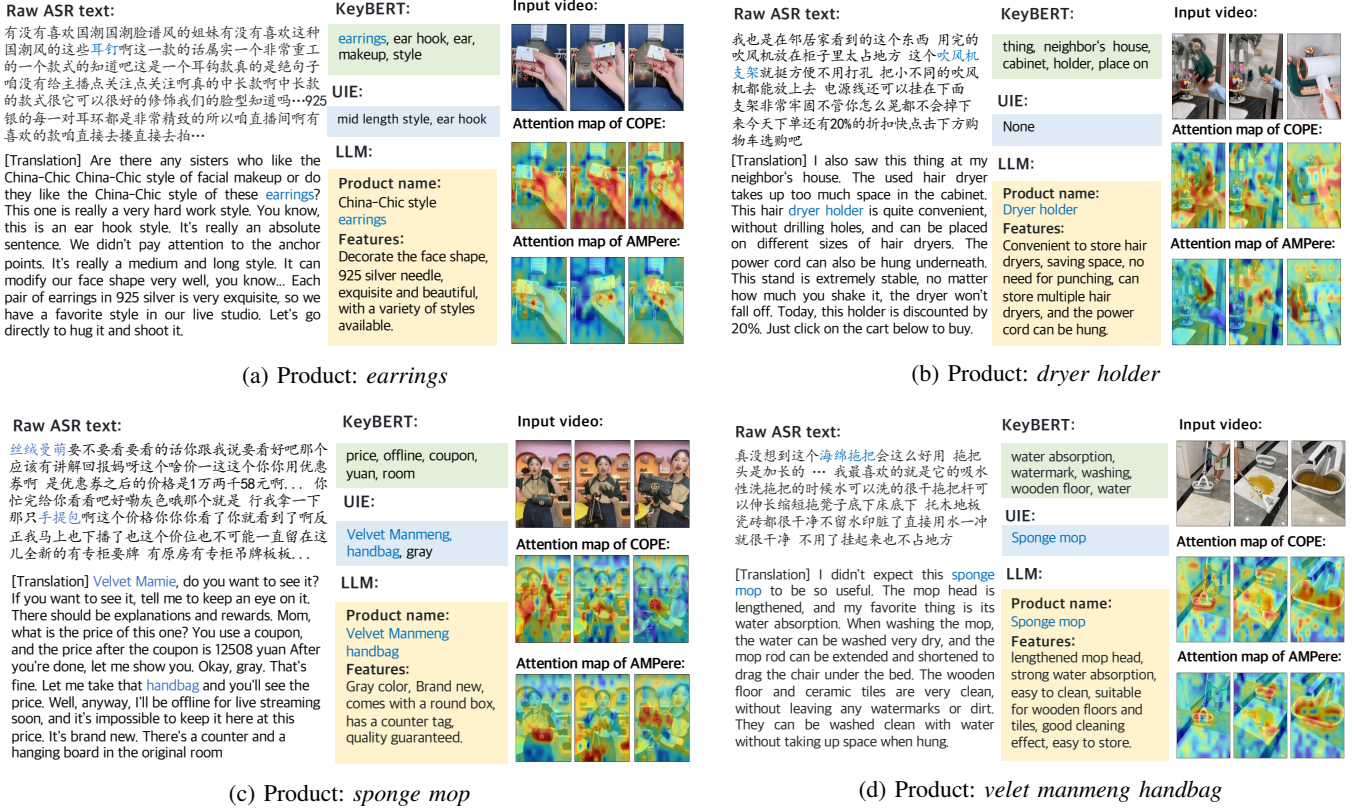 Raw ASR text:
有没有喜欢国潮国潮脸谱风的姐妹有没有喜欢这种
国潮风的这些耳钉啊这一款的话属实一个非常重工
的一个款式的知道吧这是一个耳钩款真的是绝句子
咱没有给主播点关注点关注啊真的中长款啊中长款
的款式很它可以很好的修饰我们的脸型知道吗…925
银的每一对耳环都是非常精致的所以咱直播间啊有
喜欢的款咱直接去搂直接去拍…
[Translation] Are there any sisters who like the
China-Chic China-Chic style of facial makeup or do
they like the China-Chic style of these earrings?
This one is really a very hard work style. You know,
this is an ear hook style. It's really an absolute
sentence. We didn't pay attention to the anchor
points. It's really a medium and long style. It can
modify our face shape very well, you know... Each
pair of earrings in 925 silver is very exquisite, so we
have a favorite style in our live studio. Let's go
directly to hug it and shoot it.
KeyBERT:
earrings, ear hook, ear,
makeup, style
UIE:
mid length style, ear hook
LLM:
Product name:
China-Chic style
earrings
Features:
Decorate the face shape,
925 silver needle,
exquisite and beautiful,
with a variety of styles
available.
Input video:
Attention map of COPE:
Attention map of AMPere:
(a) Product: earrings
Raw ASR text:
我也是在邻居家看到的这个东西 用完的
吹风机放在柜子里太占地方 这个吹风机
支架就挺方便不用打孔 把小不同的吹风
机都能放上去 电源线还可以挂在下面
支架非常牢固不管你怎么是都不会掉下
来今天下单还有20%的折扣快点击下方购
物车选购吧
[Translation] I also saw this thing at my
neighbor's house. The used hair dryer
takes up too much space in the cabinet.
This hair dryer holder is quite convenient,
without drilling holes, and can be placed
on different sizes of hair dryers. The
power cord can also be hung underneath.
This stand is extremely stable, no matter
how much you shake it, the dryer won't
fall off. Today, this holder is discounted by
20%. Just click on the cart below to buy.
KeyBERT:
thing, neighbor's house,
cabinet, holder, place on
UIE:
None
LLM:
Product name:
Dryer holder
Features:
Convenient to store hair
dryers, saving space, no
need for punching, can
store multiple hair
dryers, and the power
cord can be hung.
Input video:
Attention map of COPE:
Attention map of AMPere:
(b) Product: dryer holder
Raw ASR text:
丝绒曼萌要不要看要看的话你跟我说要看好吧那个
应该有讲解回报妈呀这个啥价一这这个你你用优惠
券啊 是优惠券之后的价格是1万两千58元啊... 你
忙完给你看看吧好嘞灰色哦那个就是 行我拿一下
那只手提包啊这个价格你你你看了你就看到了啊反
正我马上也下播了也这个价位也不可能一直留在这
儿全新的有专柜要牌 有原房有专柜吊牌板板...
[Translation] Velvet Mamie, do you want to see it?
If you want to see it, tell me to keep an eye on it.
There should be explanations and rewards. Mom,
what is the price of this one? You use a coupon,
and the price after the coupon is 12508 yuan After
you're done, let me show you. Okay, gray. That's
fine. Let me take that handbag and you'll see the
price. Well, anyway, I'll be offline for live streaming
soon, and it's impossible to keep it here at this
price. It's brand new. There's a counter and a
hanging board in the original room
KeyBERT:
price, offline, coupon,
yuan, room
UIE:
Velvet Manmeng,
handbag, gray
LLM:
Product name:
Velvet Manmeng
handbag
Features:
Gray color, Brand new,
comes with a round box,
has a counter tag,
quality guaranteed.
Input video:
Attention map of COPE:
Attention map of AMPere:
(c) Product: sponge mop
Raw ASR text:
真没想到这个海绵拖把会这么好用 拖把
头是加长的 … 我最喜欢的就是它的吸水
性洗拖把的时候水可以洗的很干拖把杆可
以伸长缩短拖凳子底下床底下 托木地板
瓷砖都很干净不留水印脏了直接用水一冲
就很干净 不用了挂起来也不占地方
[Translation] I didn't expect this sponge
mop to be so useful. The mop head is
lengthened, and my favorite thing is its
water absorption. When washing the mop,
the water can be washed very dry, and the
mop rod can be extended and shortened to
drag the chair under the bed. The wooden
floor and ceramic tiles are very clean,
without leaving any watermarks or dirt.
They can be washed clean with water
without taking up space when hung.
KeyBERT:
water absorption,
watermark, washing,
wooden floor, water
UIE:
Sponge mop
LLM:
Product name:
Sponge mop
Features:
lengthened mop head,
strong water absorption,
easy to clean, suitable
for wooden floors and
tiles, good cleaning
effect, easy to store.
Input video:
Attention map of COPE:
Attention map of AMPere:
(d) Product: velet manmeng handbag